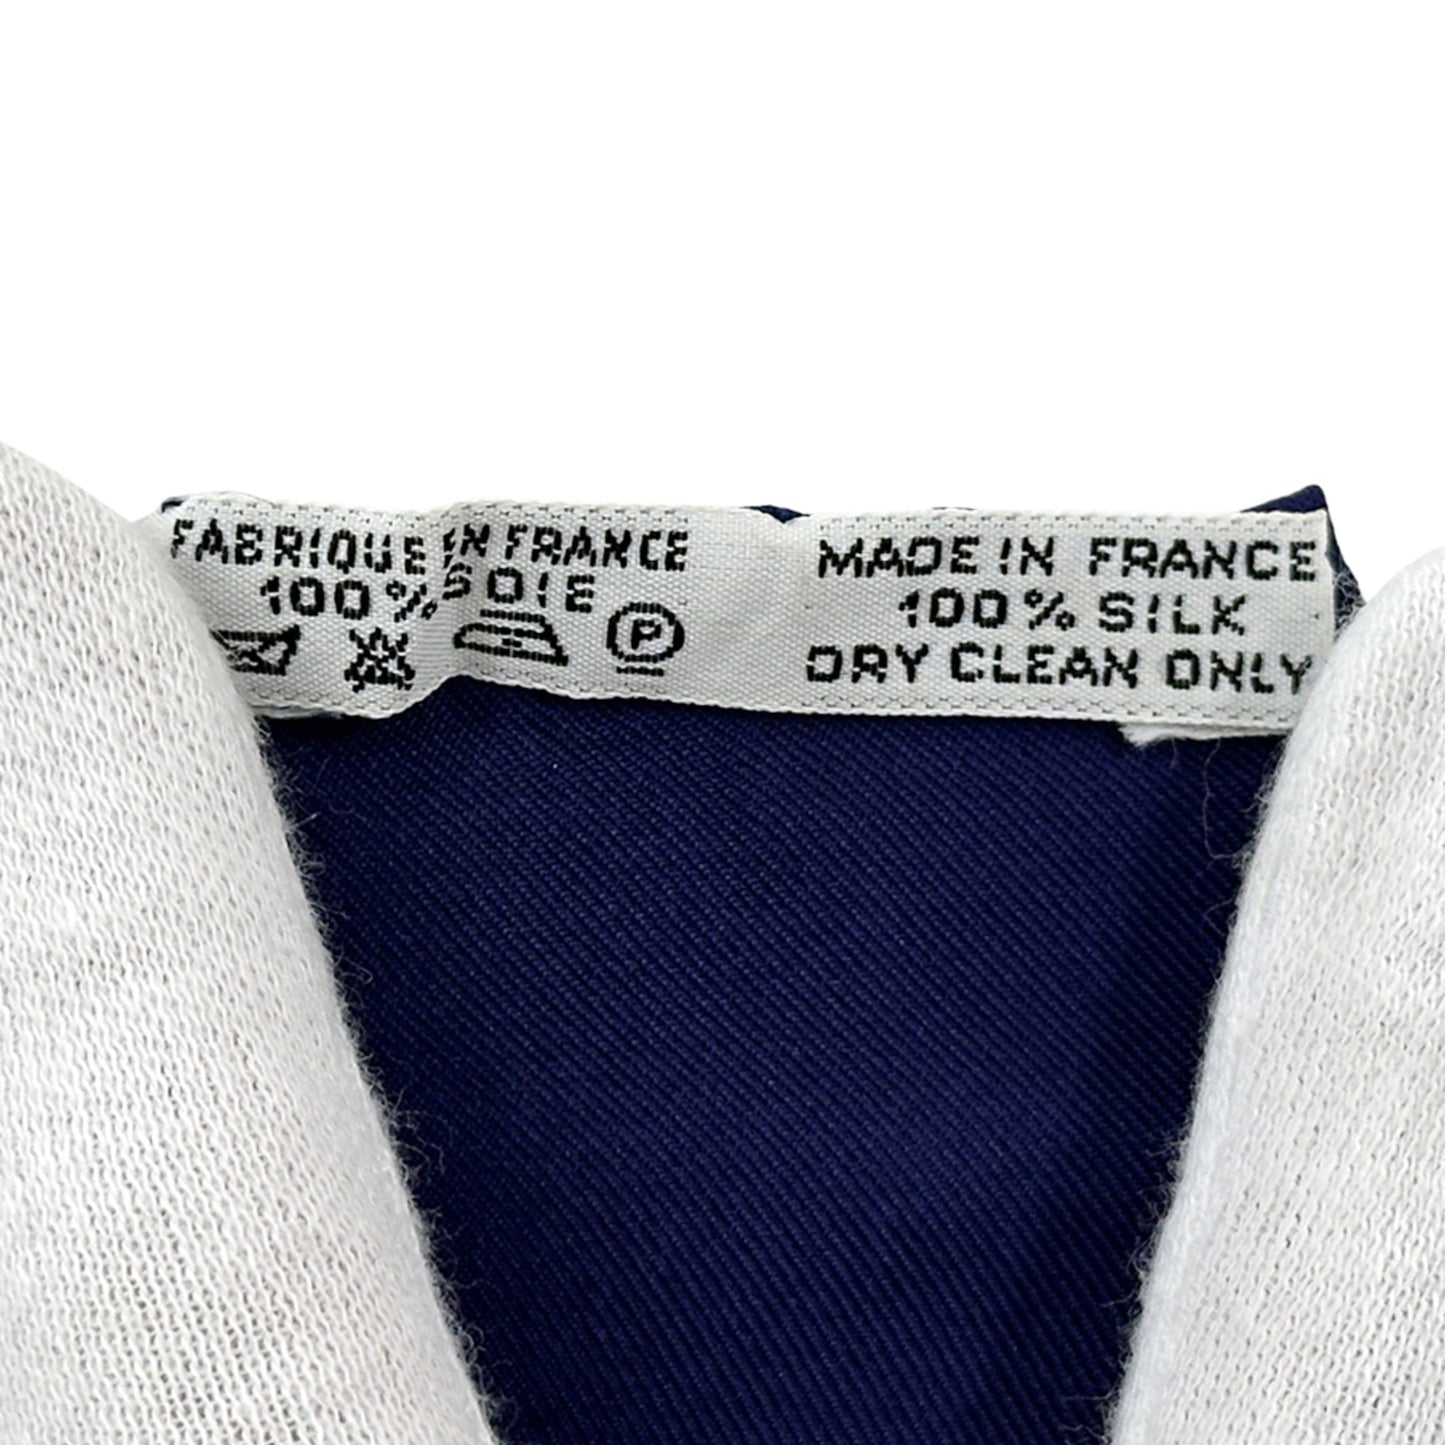 FABRIQUE EN FRANCE
100% SOIE
P
MADE IN FRANCE
100% SILK
DRY CLEAN ONLY